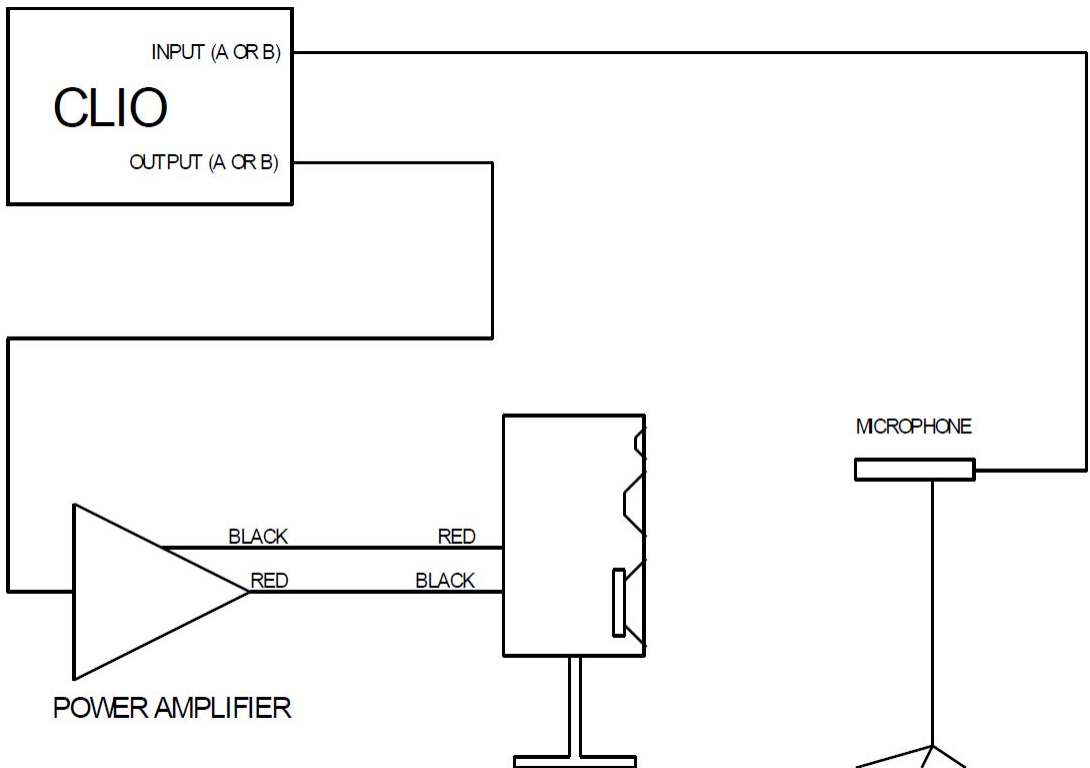 INPUT (A OR B)
CLIO
OUTPUT (A OR B)
MICROPHONE
BLACK RED
RED BLACK
POWER AMPLIFIER